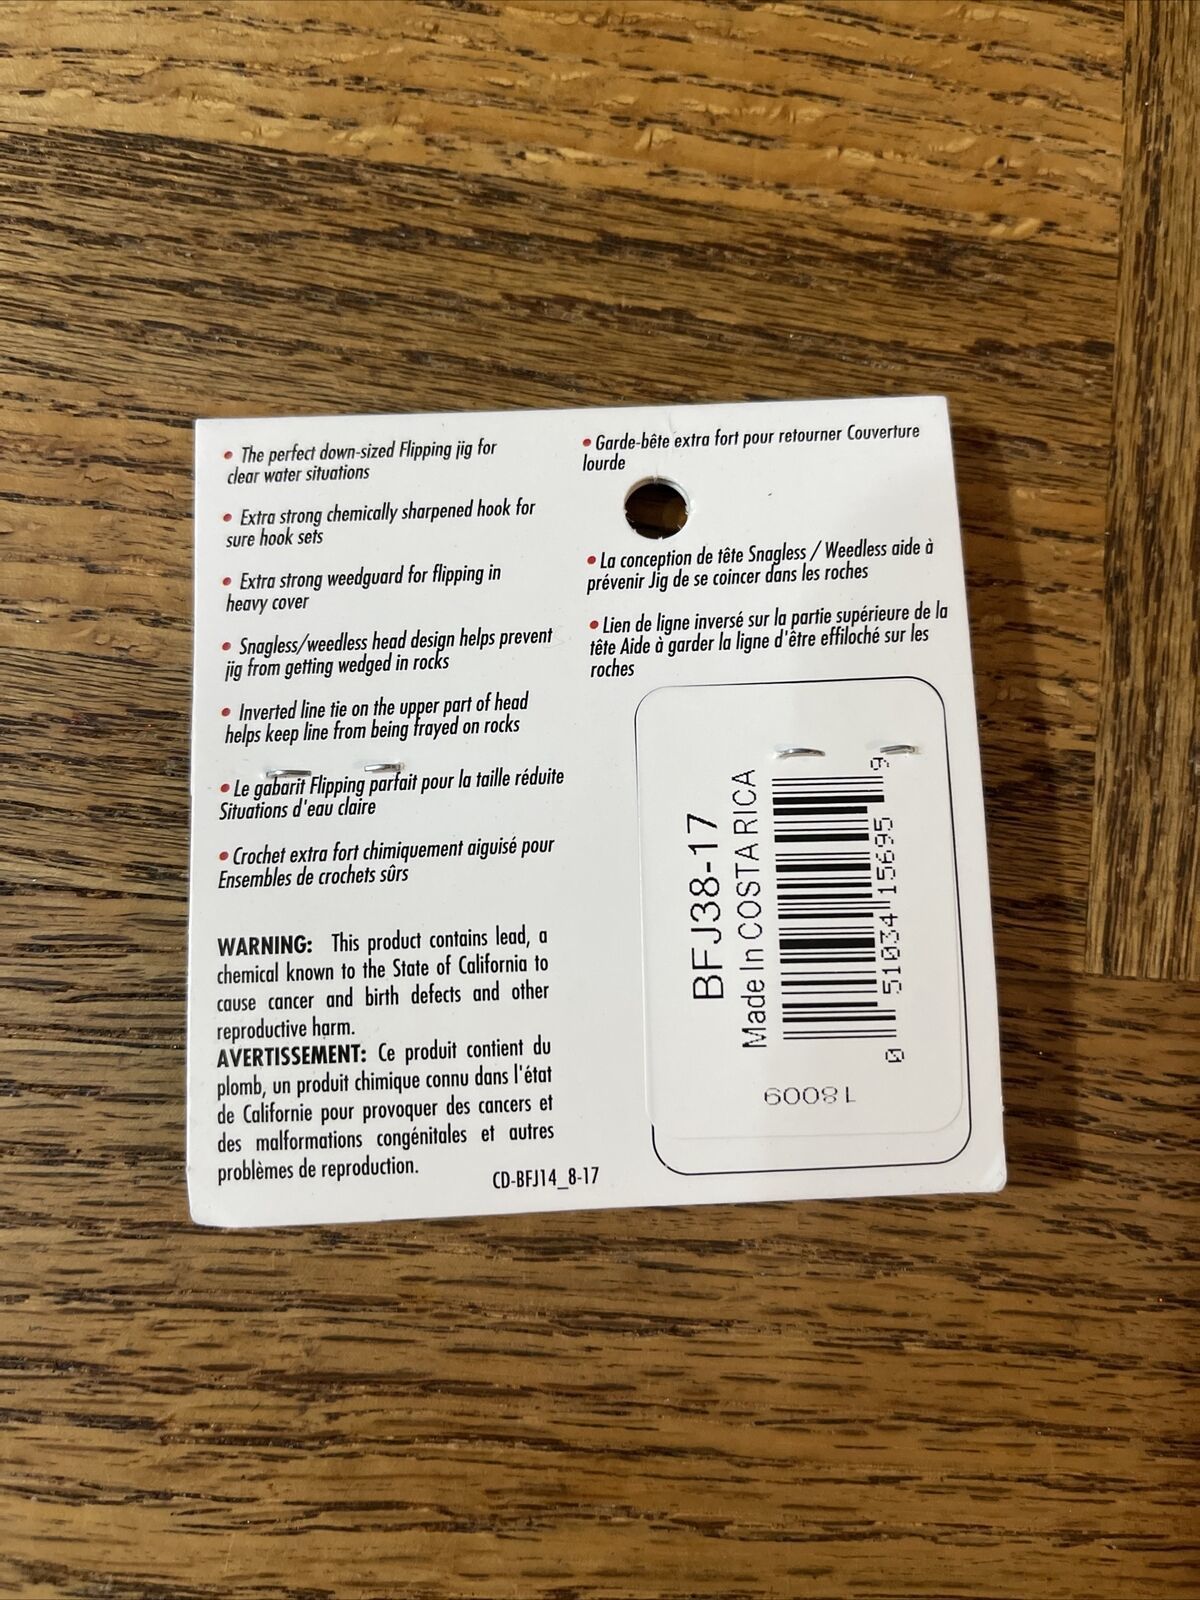 • The perfect down-sized Flipping jig for
clear water situations
• Extra strong chemically sharpened hook for
sure hook sets
• Extra strong weedguard for flipping in
heavy cover
• Snagless/weedless head design helps prevent
jig from getting wedged in rocks
• Inverted line tie on the upper part of head
helps keep line from being frayed on rocks
• Le gabarit Flipping parfait pour la taille réduite
Situations d'eau claire
• Crochet extra fort chimiquement aiguisé pour
Ensembles de crochets sûrs
WARNING: This product contains lead, a
chemical known to the State of California to
cause cancer and birth defects and other
reproductive harm.
AVERTISSEMENT: Ce produit contient du
plomb, un produit chimique connu dans l'état
de Californie pour provoquer des cancers et
des malformations congénitales et autres
problèmes de reproduction.
CD-BFJ14_8-17
• Garde-bête extra fort pour retourner Couverture
lourde
• La conception de tête Snagless / Weedless aide à
prévenir Jig de se coincer dans les roches
• Lien de ligne inversé sur la partie supérieure de la
tête Aide à garder la ligne d'être effiloché sur les
roches
BFJ38-17
Made In COSTA RICA
0 51034 15695 9
18009